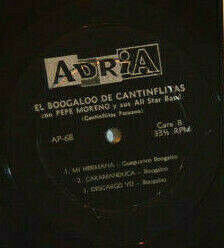 ADRIA
EL BOOGALOO DE CANTINFLITAS
con PEPE MORENO y sus All Star Band
(Cantinflitas Panama)
AP-68
Cara B
33⅓ RPM
1. MI HERMANA - Guaguanco Boogaloo
2. CARAMANDUCA - Boogaloo
3. DESCARGO YO - Boogaloo